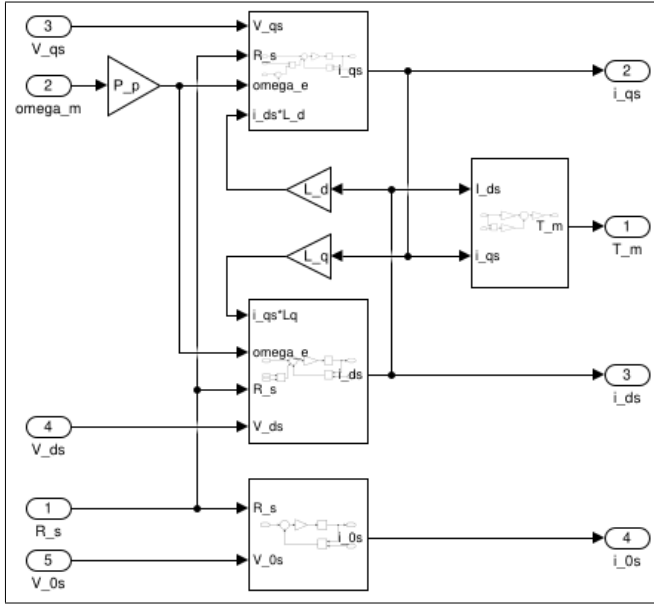 3
V_qs
2
omega_m
P_p
V_qs
R_s
omega_e
i_ds*L_d
i_qs
2
i_qs
L_d
L_q
I_ds
i_qs
T_m
1
T_m
i_qs*Lq
omega_e
R_s
V_ds
i_ds
3
i_ds
4
V_ds
1
R_s
5
V_0s
R_s
V_0s
i_0s
4
i_0s